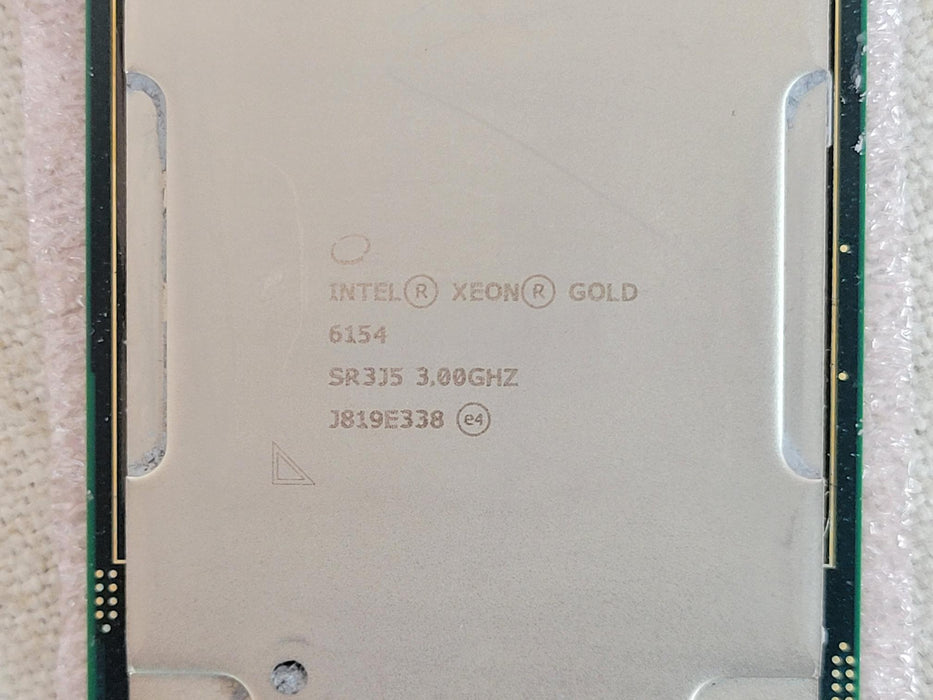 INTEL® XEON® GOLD
6154
SR3J5 3.00GHZ
J819E338 e4